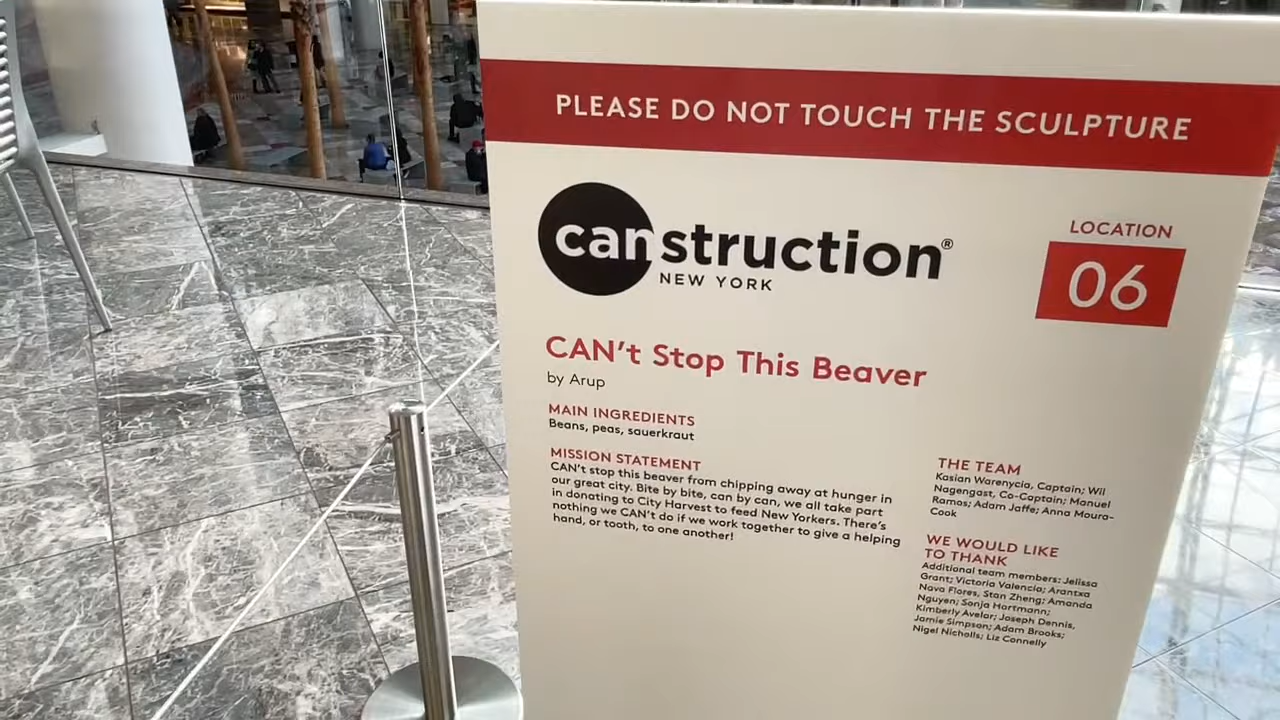 PLEASE DO NOT TOUCH THE SCULPTURE
canstruction®
NEW YORK
LOCATION
06
CAN't Stop This Beaver
by Arup
MAIN INGREDIENTS
Beans, peas, sauerkraut
MISSION STATEMENT
CAN't stop this beaver from chipping away at hunger in
our great city. Bite by bite, can by can, we all take part
in donating to City Harvest to feed New Yorkers. There's
nothing we CAN't do if we work together to give a helping
hand, or tooth, to one another!
THE TEAM
Kasian Warenycia, Captain; Wil
Nagengast, Co-Captain; Manuel
Ramos; Adam Jaffe; Anna Moura-
Cook
WE WOULD LIKE
TO THANK
Additional team members: Jelissa
Grant; Victoria Valencia; Arantxa
Nava Flores, Stan Zheng; Amanda
Nguyen; Sonja Hortmann;
Kimberly Avelar; Joseph Dennis,
Jamie Simpson; Adam Brooks;
Nigel Nicholls; Liz Connelly